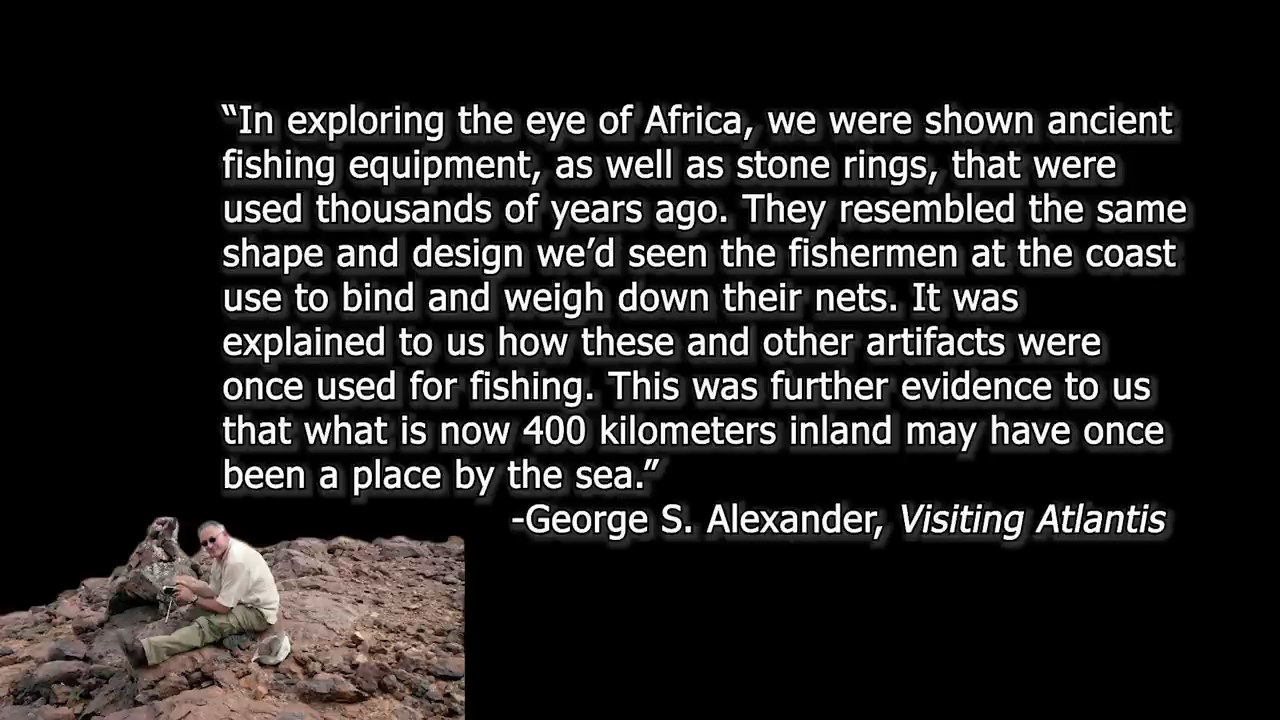 “In exploring the eye of Africa, we were shown ancient
fishing equipment, as well as stone rings, that were
used thousands of years ago. They resembled the same
shape and design we’d seen the fishermen at the coast
use to bind and weigh down their nets. It was
explained to us how these and other artifacts were
once used for fishing. This was further evidence to us
that what is now 400 kilometers inland may have once
been a place by the sea.”
-George S. Alexander, Visiting Atlantis